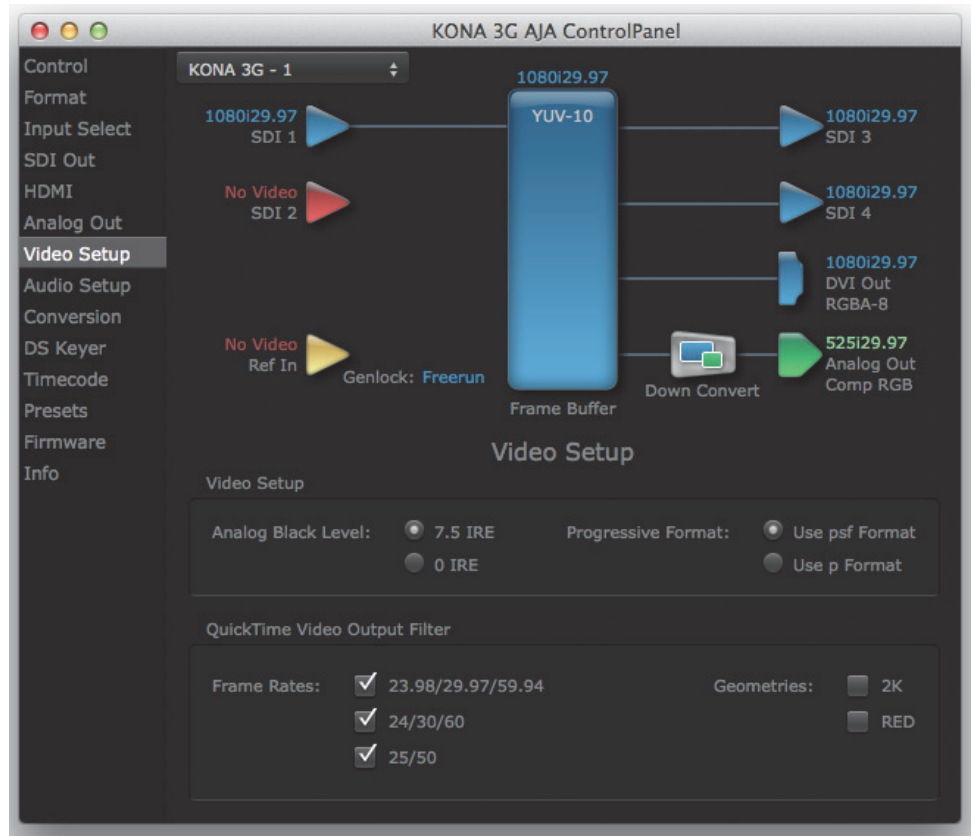 KONA 3G AJA ControlPanel
Control
Format
Input Select
SDI Out
HDMI
Analog Out
Video Setup
Audio Setup
Conversion
DS Keyer
Timecode
Presets
Firmware
Info
KONA 3G - 1
1080i29.97
YUV-10
1080i29.97
SDI 1
No Video
SDI 2
No Video
Ref In
Genlock: Freerun
Frame Buffer
1080i29.97
SDI 3
1080i29.97
SDI 4
1080i29.97
DVI Out
RGBA-8
Down Convert
525i29.97
Analog Out
Comp RGB
Video Setup
Video Setup
Analog Black Level: 7.5 IRE Progressive Format: Use psf Format
0 IRE Use p Format
QuickTime Video Output Filter
Frame Rates: 23.98/29.97/59.94 Geometries: 2K
24/30/60 RED
25/50